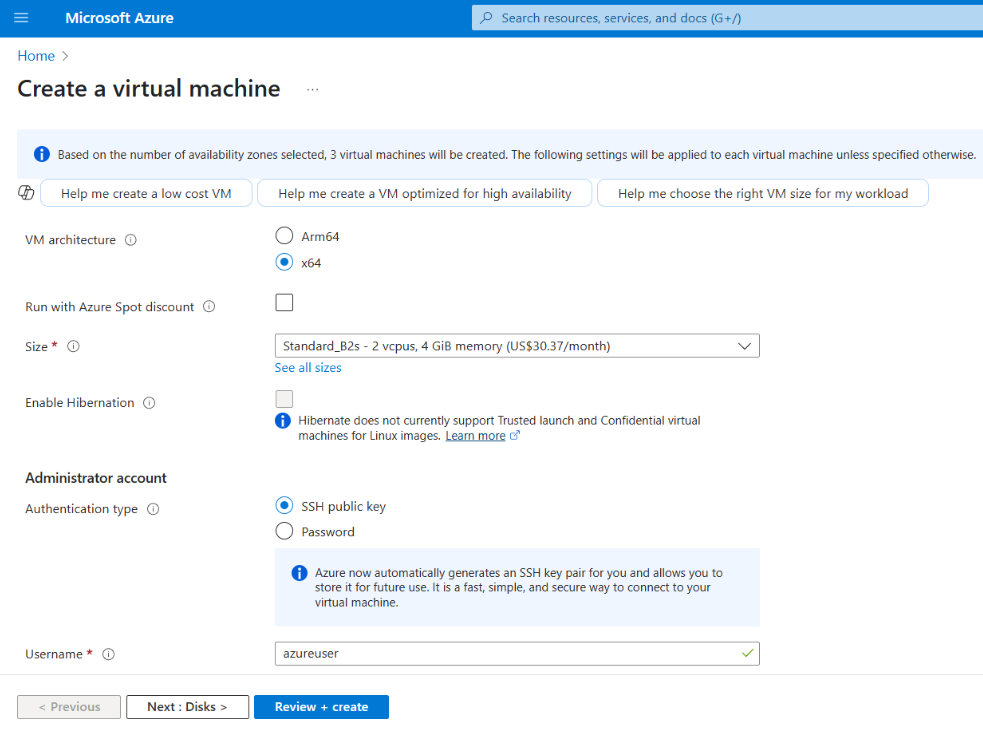 Microsoft Azure
Search resources, services, and docs (G+/)
Home >
Create a virtual machine ...
Based on the number of availability zones selected, 3 virtual machines will be created. The following settings will be applied to each virtual machine unless specified otherwise.
Help me create a low cost VM
Help me create a VM optimized for high availability
Help me choose the right VM size for my workload
VM architecture
Arm64
x64
Run with Azure Spot discount
Size *
Standard_B2s - 2 vcpus, 4 GiB memory (US$30.37/month)
See all sizes
Enable Hibernation
Hibernate does not currently support Trusted launch and Confidential virtual
machines for Linux images. Learn more
Administrator account
Authentication type
SSH public key
Password
Azure now automatically generates an SSH key pair for you and allows you to
store it for future use. It is a fast, simple, and secure way to connect to your
virtual machine.
Username *
azureuser
< Previous
Next : Disks >
Review + create